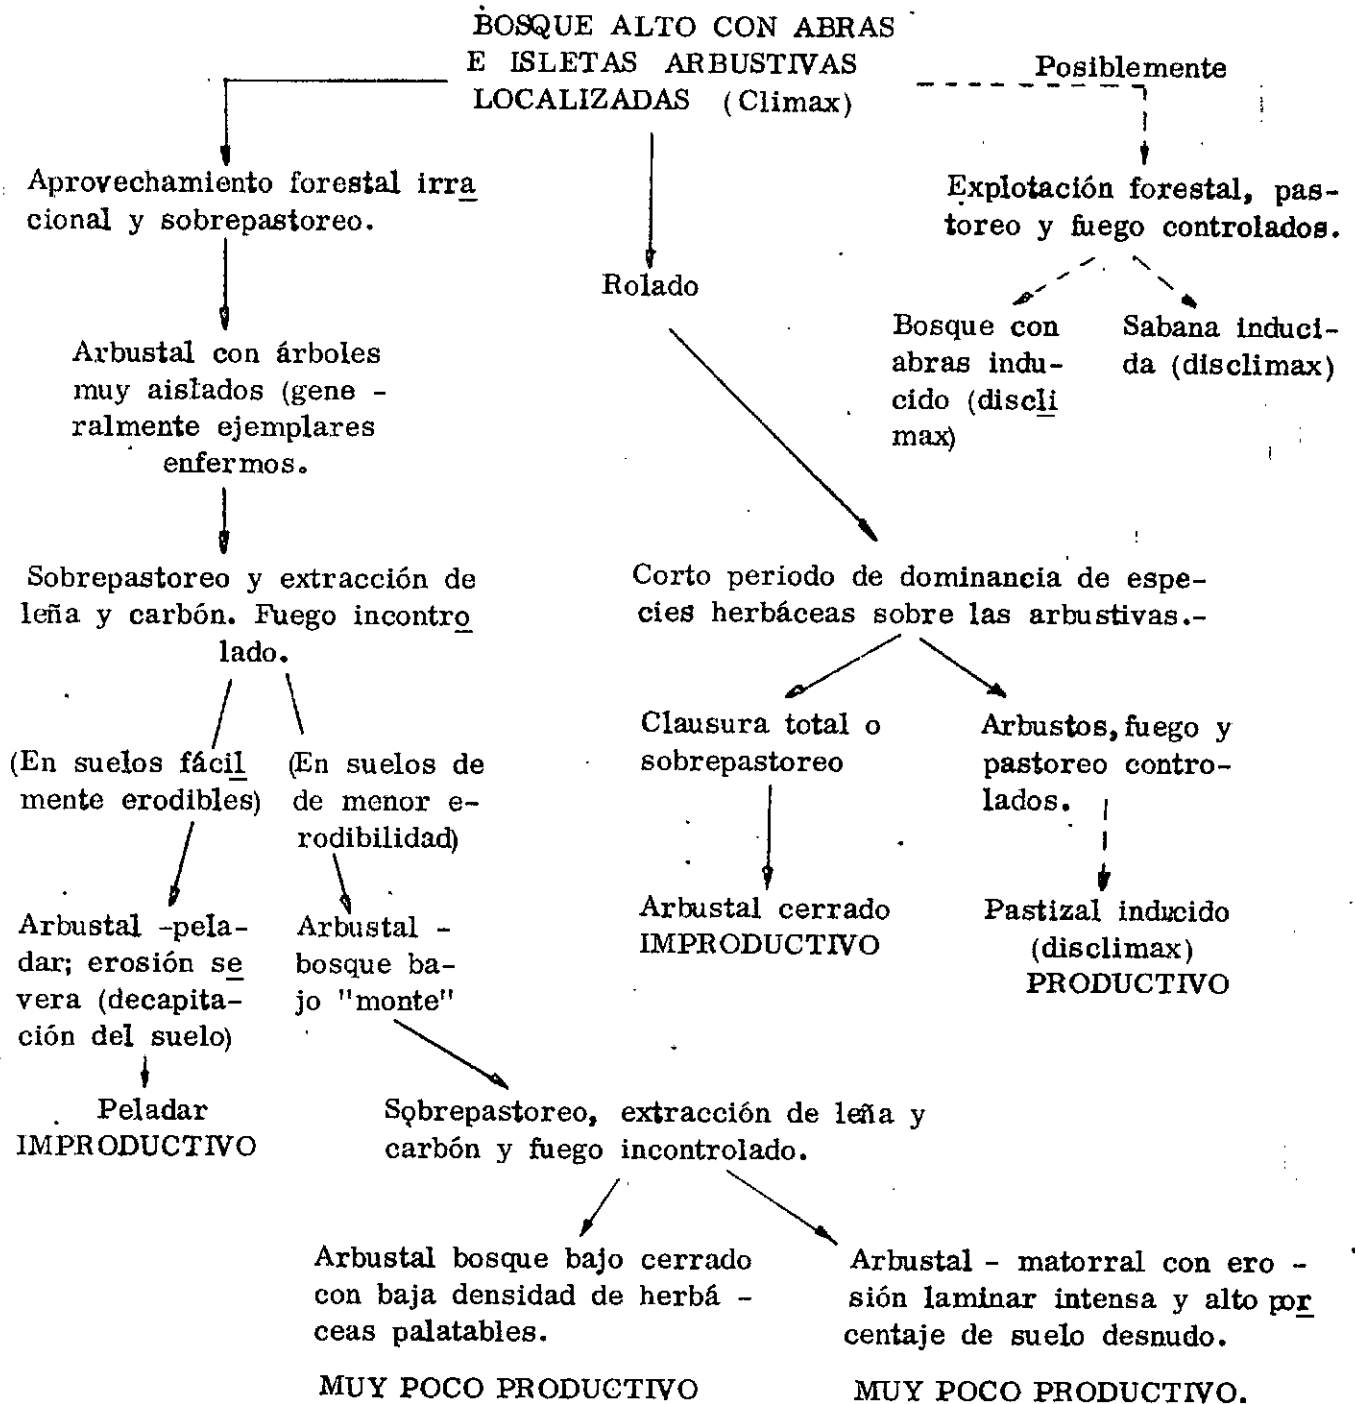 BOSQUE ALTO CON ABRAS
E ISLETAS ARBUSTIVAS
LOCALIZADAS (Climax)
Posiblemente
Aprovechamiento forestal irra
cional y sobrepastoreo.
Explotación forestal, pas-
toreo y fuego controlados.
Rolado
Bosque con
abras indu-
cido (discli
max)
Sabana induci-
da (disclimax)
Arbustal con árboles
muy aislados (gene -
ralmente ejemplares
enfermos.
Sobrepastoreo y extracción de
leña y carbón. Fuego incontro
lado.
Corto periodo de dominancia de espe-
cies herbáceas sobre las arbustivas.-
(En suelos fácil
mente erodibles)
(En suelos de
de menor e-
rodibilidad)
Clausura total o
sobrepastoreo
Arbustos, fuego y
pastoreo contro-
lados.
Arbustal -pela-
dar; erosión se
vera (decapita-
ción del suelo)
Arbustal -
bosque ba-
jo "monte"
Arbustal cerrado
IMPRODUCTIVO
Pastizal inducido
(disclimax)
PRODUCTIVO
Peladar
IMPRODUCTIVO
Sobrepastoreo, extracción de leña y
carbón y fuego incontrolado.
Arbustal bosque bajo cerrado
con baja densidad de herbá -
ceas palatables.
MUY POCO PRODUCTIVO
Arbustal - matorral con ero -
sión laminar intensa y alto por
centaje de suelo desnudo.
MUY POCO PRODUCTIVO.